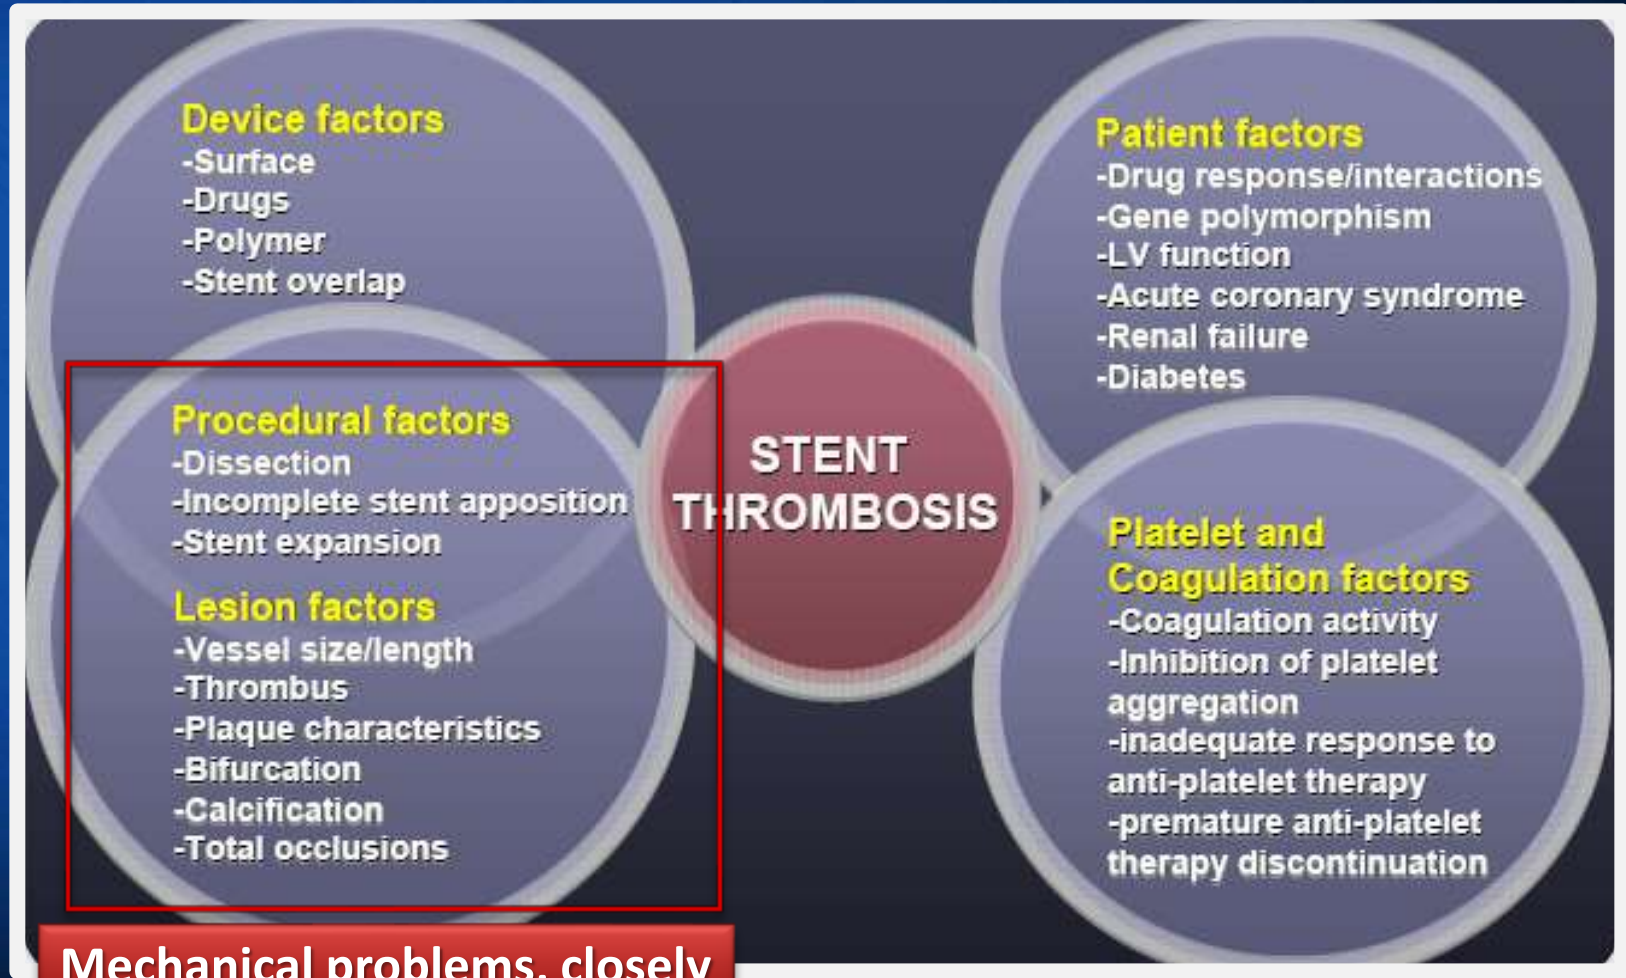 Device factors
-Surface
-Drugs
-Polymer
-Stent overlap
Procedural factors
-Dissection
-Incomplete stent apposition
-Stent expansion
Lesion factors
-Vessel size/length
-Thrombus
-Plaque characteristics
-Bifurcation
-Calcification
-Total occlusions
STENT
THROMBOSIS
Patient factors
-Drug response/interactions
-Gene polymorphism
-LV function
-Acute coronary syndrome
-Renal failure
-Diabetes
Platelet and
Coagulation factors
-Coagulation activity
-Inhibition of platelet
aggregation
-inadequate response to
anti-platelet therapy
-premature anti-platelet
therapy discontinuation
Mechanical problems, closely